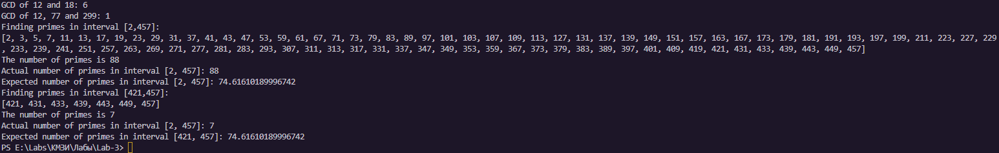 GCD of 12 and 18: 6
GCD of 12, 77 and 299: 1
Finding primes in interval [2,457]:
[2, 3, 5, 7, 11, 13, 17, 19, 23, 29, 31, 37, 41, 43, 47, 53, 59, 61, 67, 71, 73, 79, 83, 89, 97, 101, 103, 107, 109, 113, 127, 131, 137, 139, 149, 151, 157, 163, 167, 173, 179, 181, 191, 193, 197, 199, 211, 223, 227, 229
, 233, 239, 241, 251, 257, 263, 269, 271, 277, 281, 283, 293, 307, 311, 313, 317, 331, 337, 347, 349, 353, 359, 367, 373, 379, 383, 389, 397, 401, 409, 419, 421, 431, 433, 439, 443, 449, 457]
The number of primes is 88
Actual number of primes in interval [2, 457]: 88
Expected number of primes in interval [2, 457]: 74.61610189996742
Finding primes in interval [421,457]:
[421, 431, 433, 439, 443, 449, 457]
The number of primes is 7
Actual number of primes in interval [2, 457]: 7
Expected number of primes in interval [421, 457]: 74.61610189996742
PS E:\Labs\КМЗИ\Лабы\Lab-3>